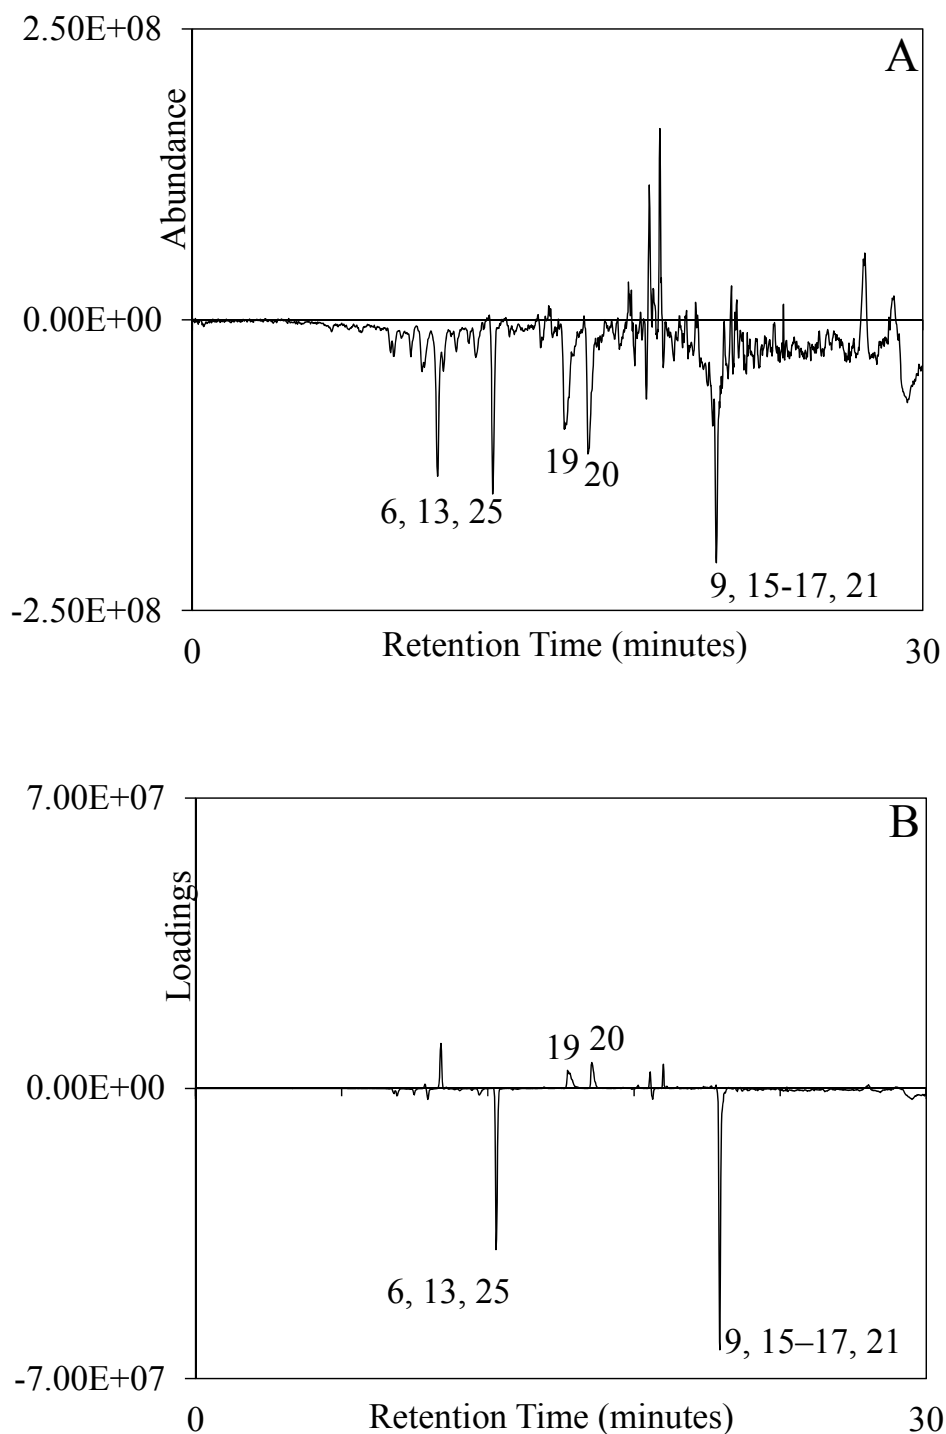 2.50E+08
A
Abundance
0.00E+00
19
20
6, 13, 25
9, 15-17, 21
-2.50E+08
0
Retention Time (minutes)
30
7.00E+07
B
Loadings
19
20
0.00E+00
6, 13, 25
9, 15–17, 21
-7.00E+07
0
Retention Time (minutes)
30